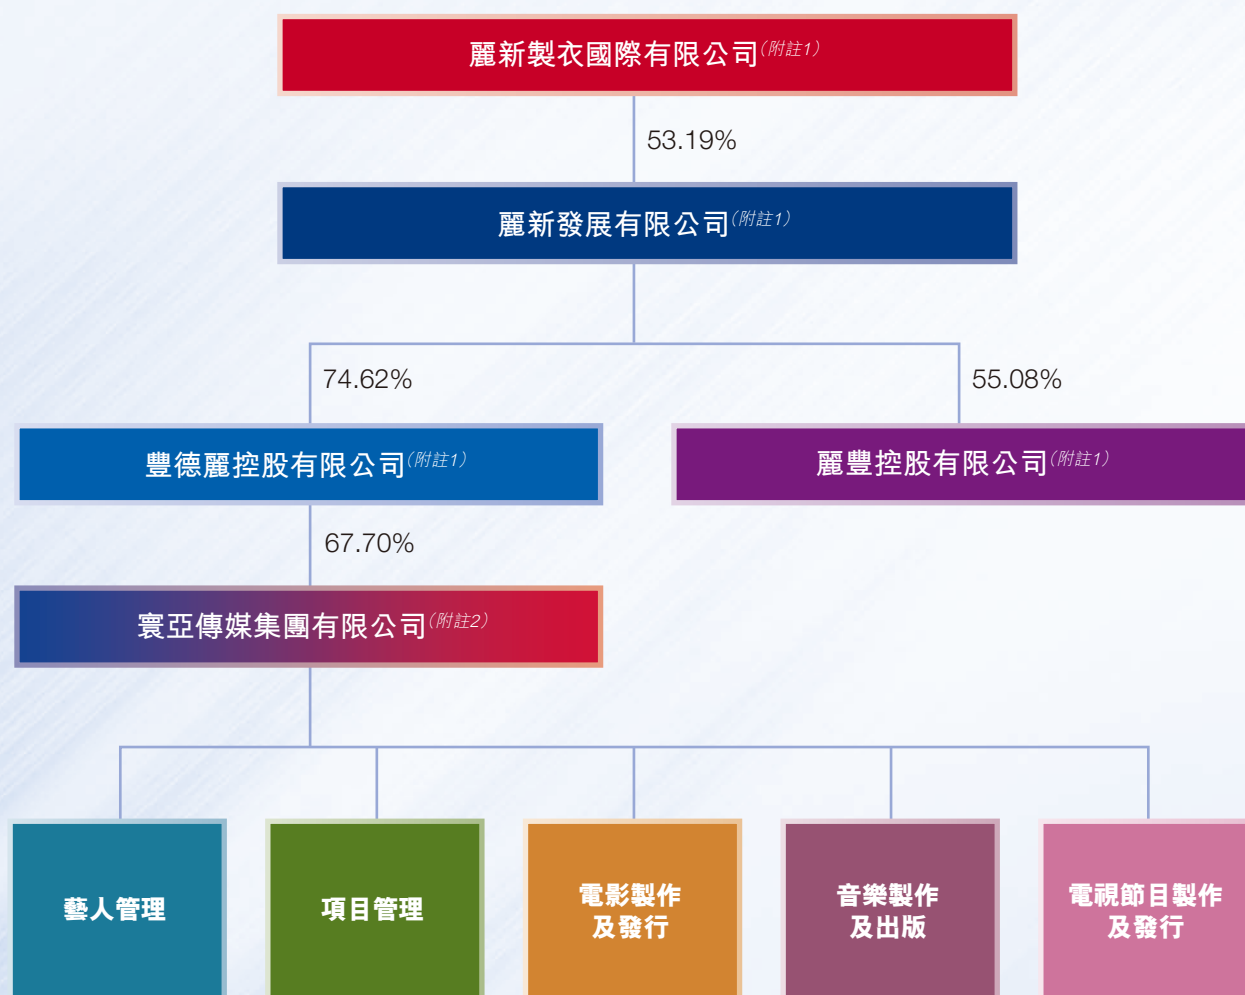 麗新製衣國際有限公司(附註1)
53.19%
麗新發展有限公司(附註1)
74.62%
55.08%
豐德麗控股有限公司(附註1)
麗豐控股有限公司(附註1)
67.70%
寰亞傳媒集團有限公司(附註2)
藝人管理
項目管理
電影製作
及發行
音樂製作
及出版
電視節目製作
及發行